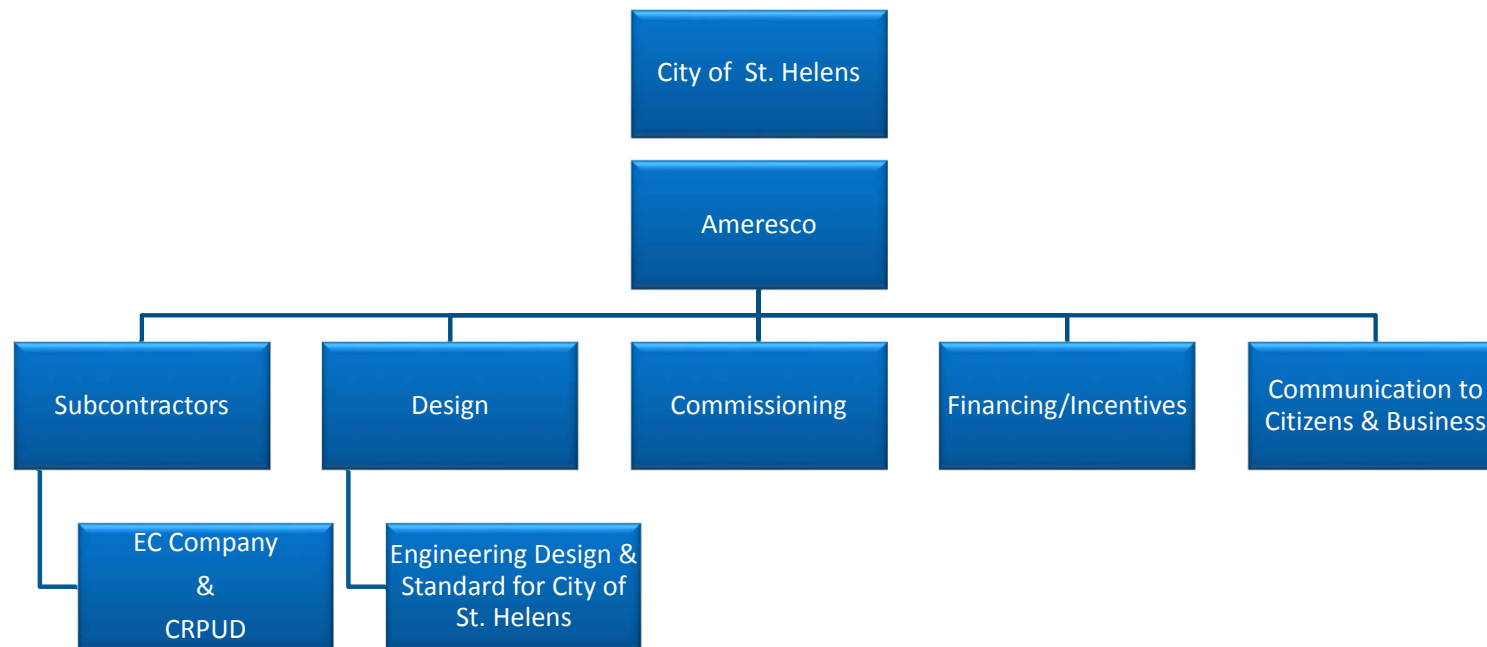 City of  St. Helens
Ameresco
Subcontractors
Design
Commissioning
Financing/Incentives
Communication to
Citizens & Business
EC Company
&
CRPUD
Engineering Design &
Standard for City of
St. Helens